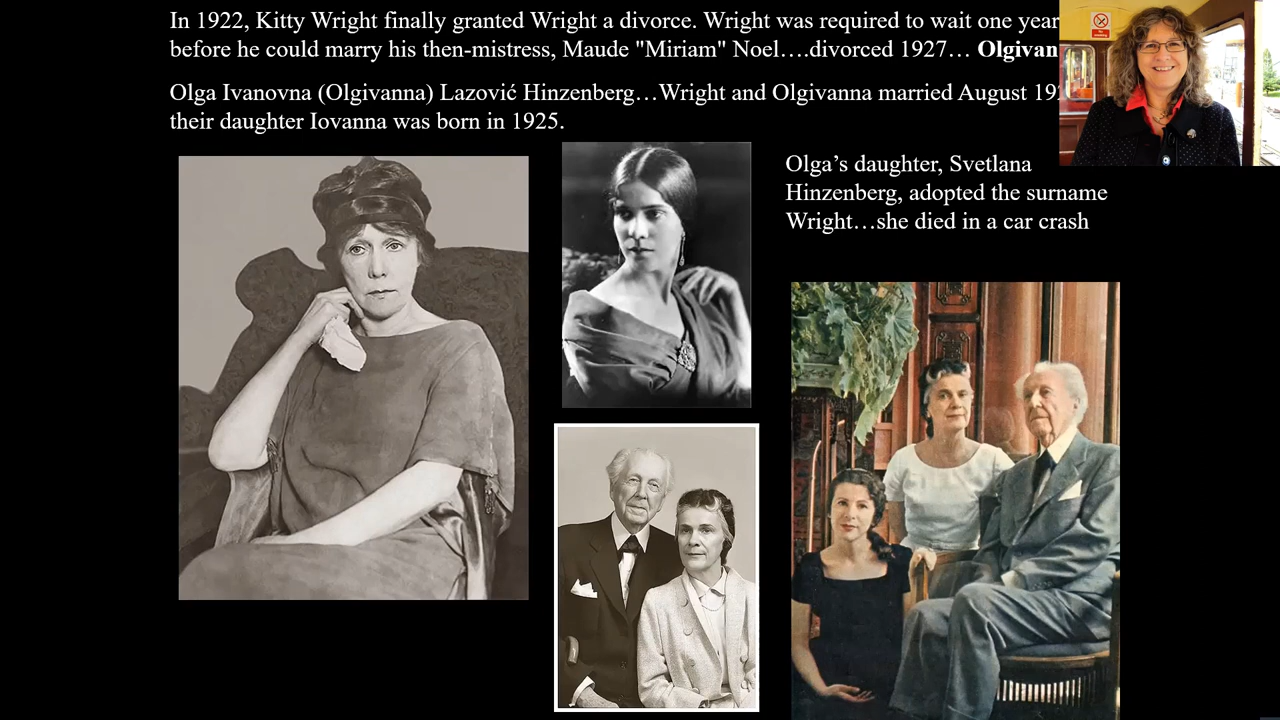 In 1922, Kitty Wright finally granted Wright a divorce. Wright was required to wait one year
before he could marry his then-mistress, Maude "Miriam" Noel….divorced 1927… Olgivan
Olga Ivanovna (Olgivanna) Lazović Hinzenberg…Wright and Olgivanna married August 192
their daughter Iovanna was born in 1925.
Olga’s daughter, Svetlana
Hinzenberg, adopted the surname
Wright…she died in a car crash